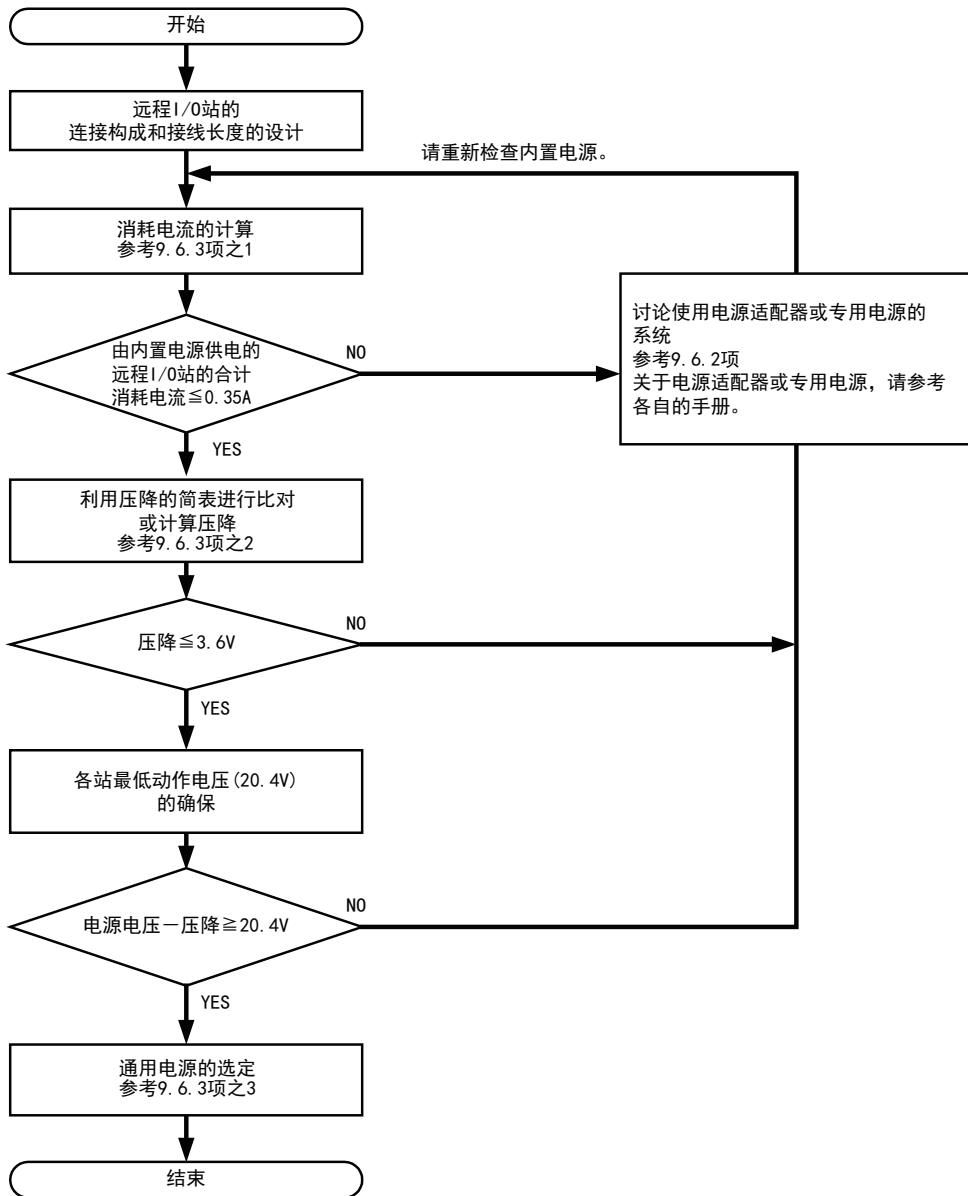 开始
远程I/O站的
连接构成和接线长度的设计
请重新检查内置电源。
消耗电流的计算
参考9.6.3项之1
由内置电源供电的
远程I/O站的合计
消耗电流≦0.35A
NO
讨论使用电源适配器或专用电源的
系统
参考9.6.2项
关于电源适配器或专用电源，请参考
各自的手册。
YES
利用压降的简表进行比对
或计算压降
参考9.6.3项之2
压降≦3.6V
NO
YES
各站最低动作电压(20.4V)
的确保
电源电压－压降≧20.4V
NO
YES
通用电源的选定
参考9.6.3项之3
结束